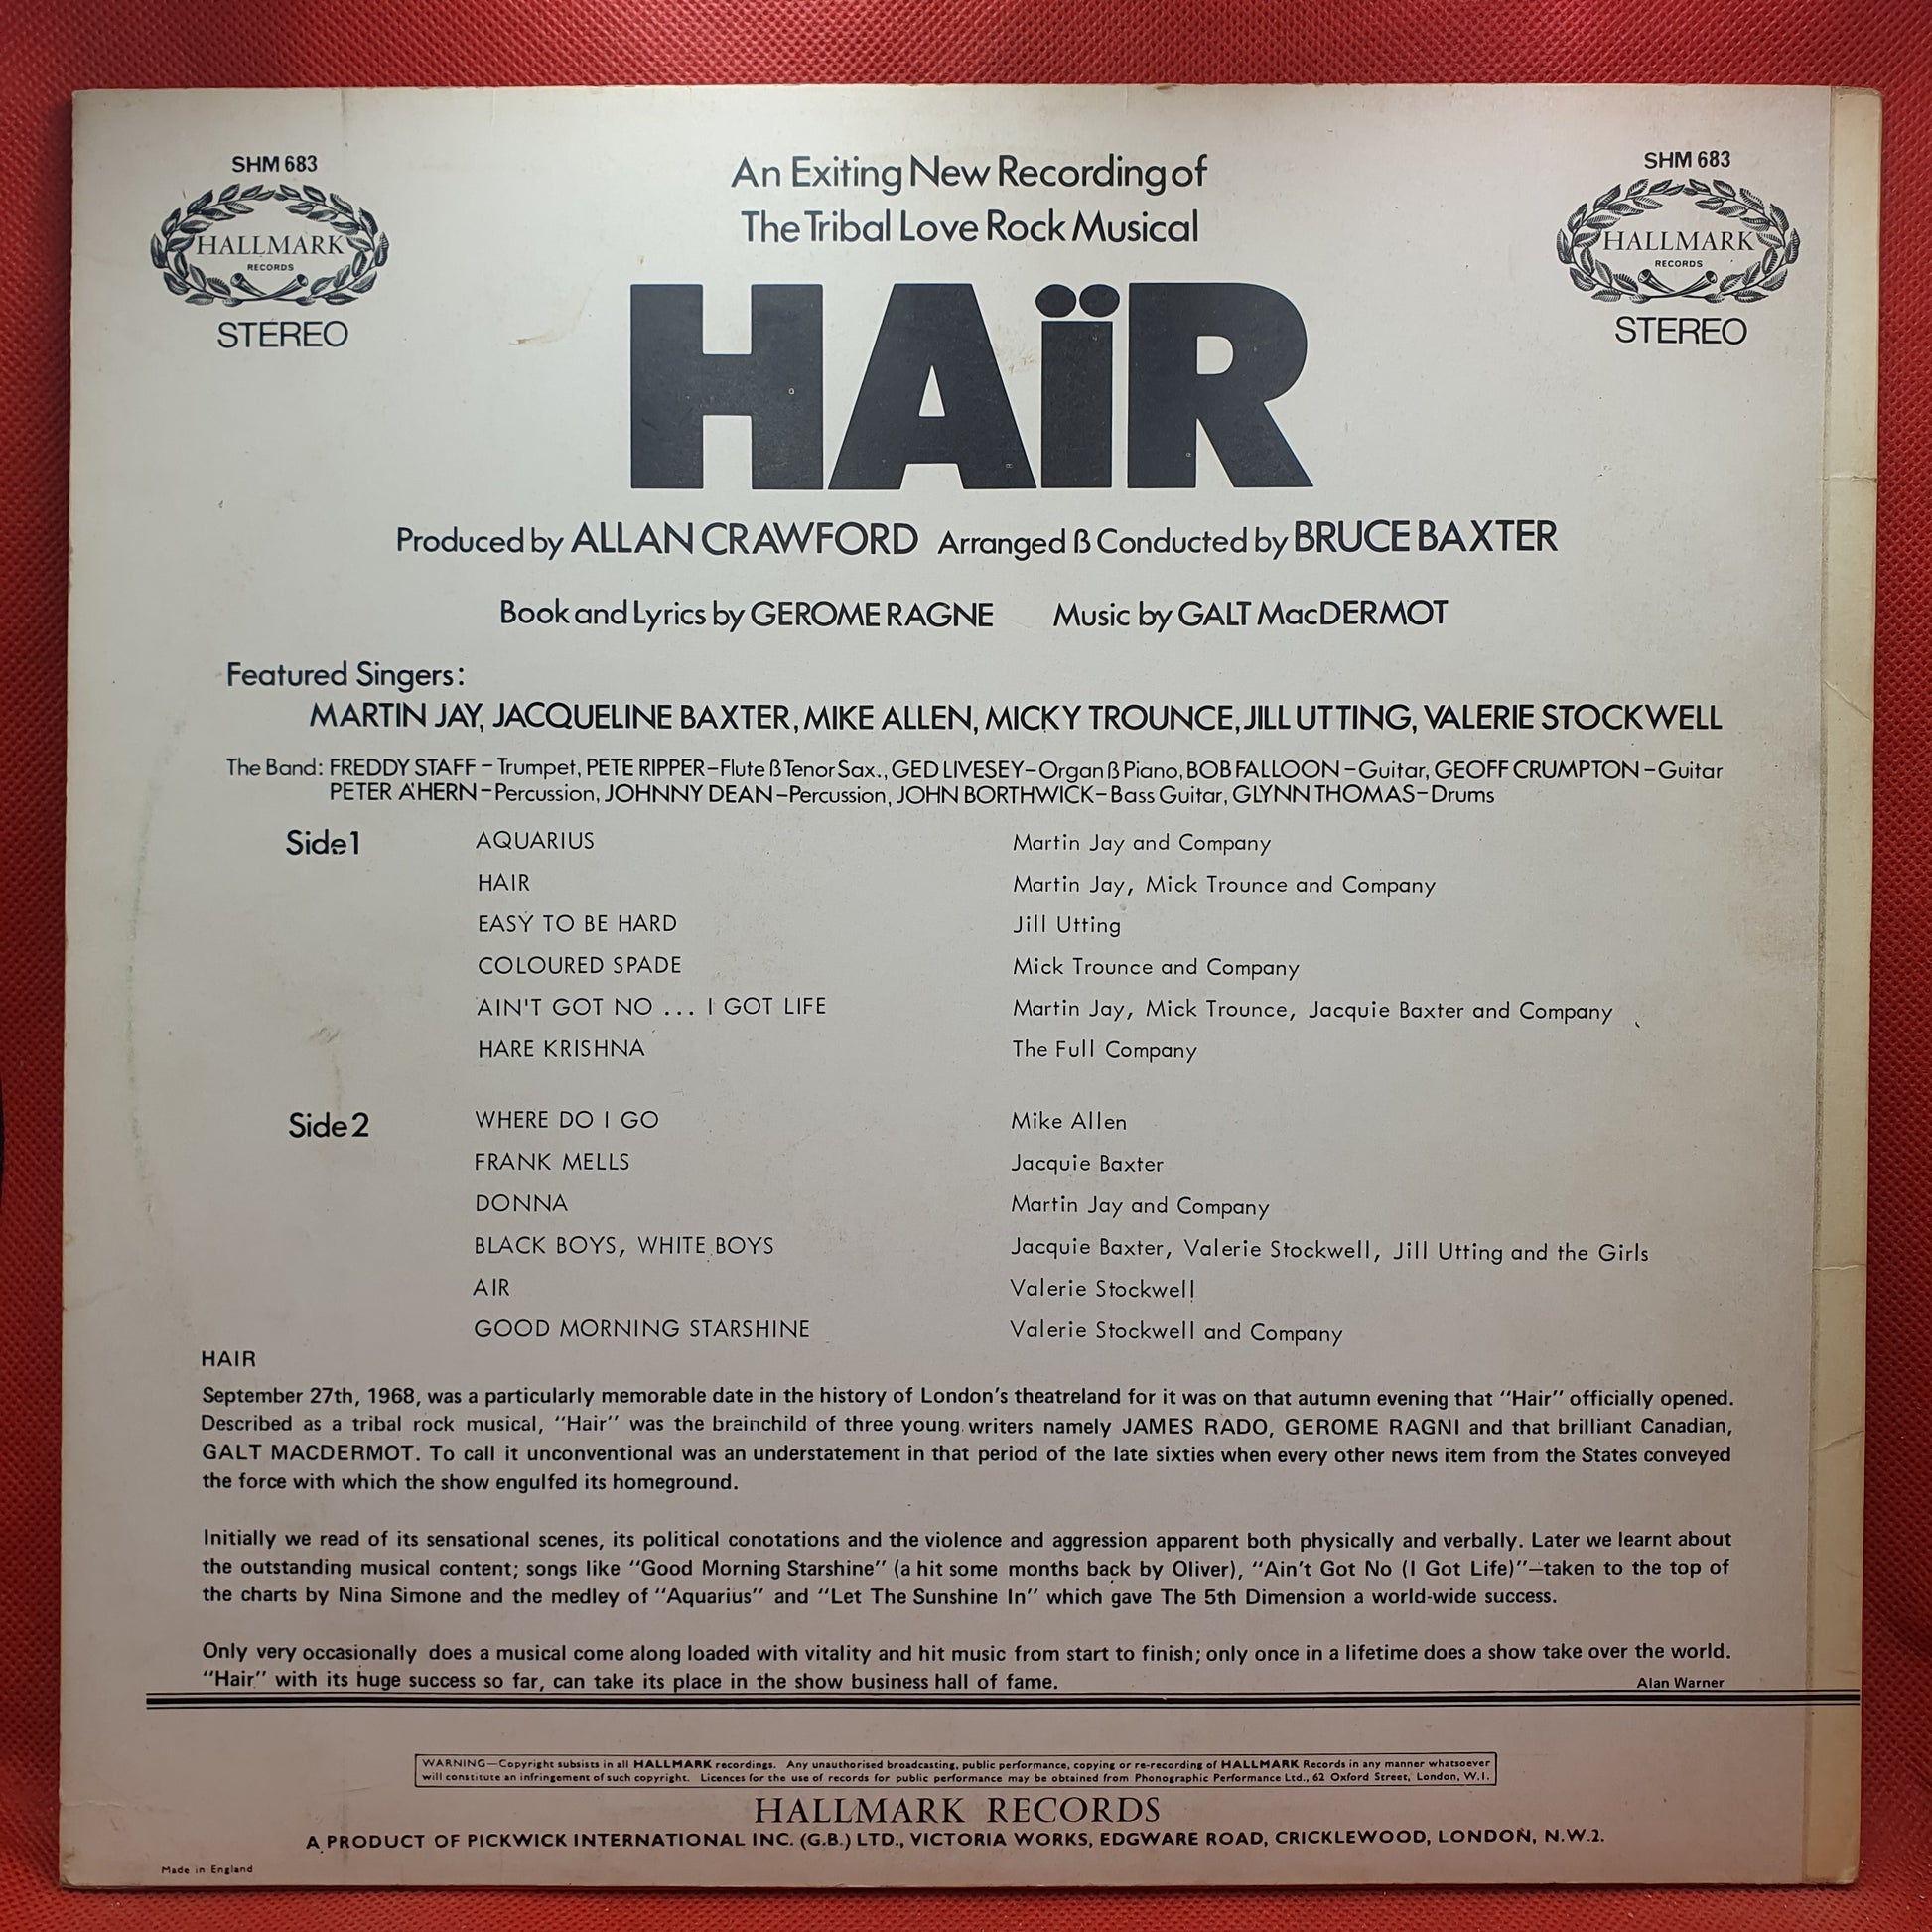 SHM 683
HALLMARK
RECORDS
STEREO
An Exiting New Recording of
The Tribal Love Rock Musical
HAïR
SHM 683
HALLMARK
RECORDS
STEREO
Produced by ALLAN CRAWFORD Arranged ß Conducted by BRUCE BAXTER
Book and Lyrics by GEROME RAGNE Music by GALT MacDERMOT
Featured Singers:
MARTIN JAY, JACQUELINE BAXTER, MIKE ALLEN, MICKY TROUNCE, JILL UTTING, VALERIE STOCKWELL
The Band: FREDDY STAFF – Trumpet, PETE RIPPER – Flute ß Tenor Sax., GED LIVESEY – Organ ß Piano, BOB FALLOON – Guitar, GEOFF CRUMPTON – Guitar
PETER A'HERN – Percussion, JOHNNY DEAN – Percussion, JOHN BORTHWICK – Bass Guitar, GLYNN THOMAS – Drums
Side 1 AQUARIUS Martin Jay and Company
HAIR Martin Jay, Mick Trounce and Company
EASY TO BE HARD Jill Utting
COLOURED SPADE Mick Trounce and Company
AIN'T GOT NO ... I GOT LIFE Martin Jay, Mick Trounce, Jacquie Baxter and Company
HARE KRISHNA The Full Company
Side 2 WHERE DO I GO Mike Allen
FRANK MELLS Jacquie Baxter
DONNA Martin Jay and Company
BLACK BOYS, WHITE BOYS Jacquie Baxter, Valerie Stockwell, Jill Utting and the Girls
AIR Valerie Stockwell
GOOD MORNING STARSHINE Valerie Stockwell and Company
HAIR
September 27th, 1968, was a particularly memorable date in the history of London's theatreland for it was on that autumn evening that "Hair" officially opened.
Described as a tribal rock musical, "Hair" was the brainchild of three young writers namely JAMES RADO, GEROME RAGNI and that brilliant Canadian,
GALT MACDERMOT. To call it unconventional was an understatement in that period of the late sixties when every other news item from the States conveyed
the force with which the show engulfed its homeground.
Initially we read of its sensational scenes, its political conotations and the violence and aggression apparent both physically and verbally. Later we learnt about
the outstanding musical content; songs like "Good Morning Starshine" (a hit some months back by Oliver), "Ain't Got No (I Got Life)"—taken to the top of
the charts by Nina Simone and the medley of "Aquarius" and "Let The Sunshine In" which gave The 5th Dimension a world-wide success.
Only very occasionally does a musical come along loaded with vitality and hit music from start to finish; only once in a lifetime does a show take over the world.
"Hair" with its huge success so far, can take its place in the show business hall of fame. Alan Warner
WARNING—Copyright subsists in all HALLMARK recordings. Any unauthorised broadcasting, public performance, copying or re-recording of HALLMARK Records in any manner whatsoever
will constitute an infringement of such copyright. Licences for the use of records for public performance may be obtained from Phonographic Performance Ltd., 62 Oxford Street, London, W.1.
HALLMARK RECORDS
A PRODUCT OF PICKWICK INTERNATIONAL INC. (G.B.) LTD., VICTORIA WORKS, EDGWARE ROAD, CRICKLEWOOD, LONDON, N.W.2.
Made in England